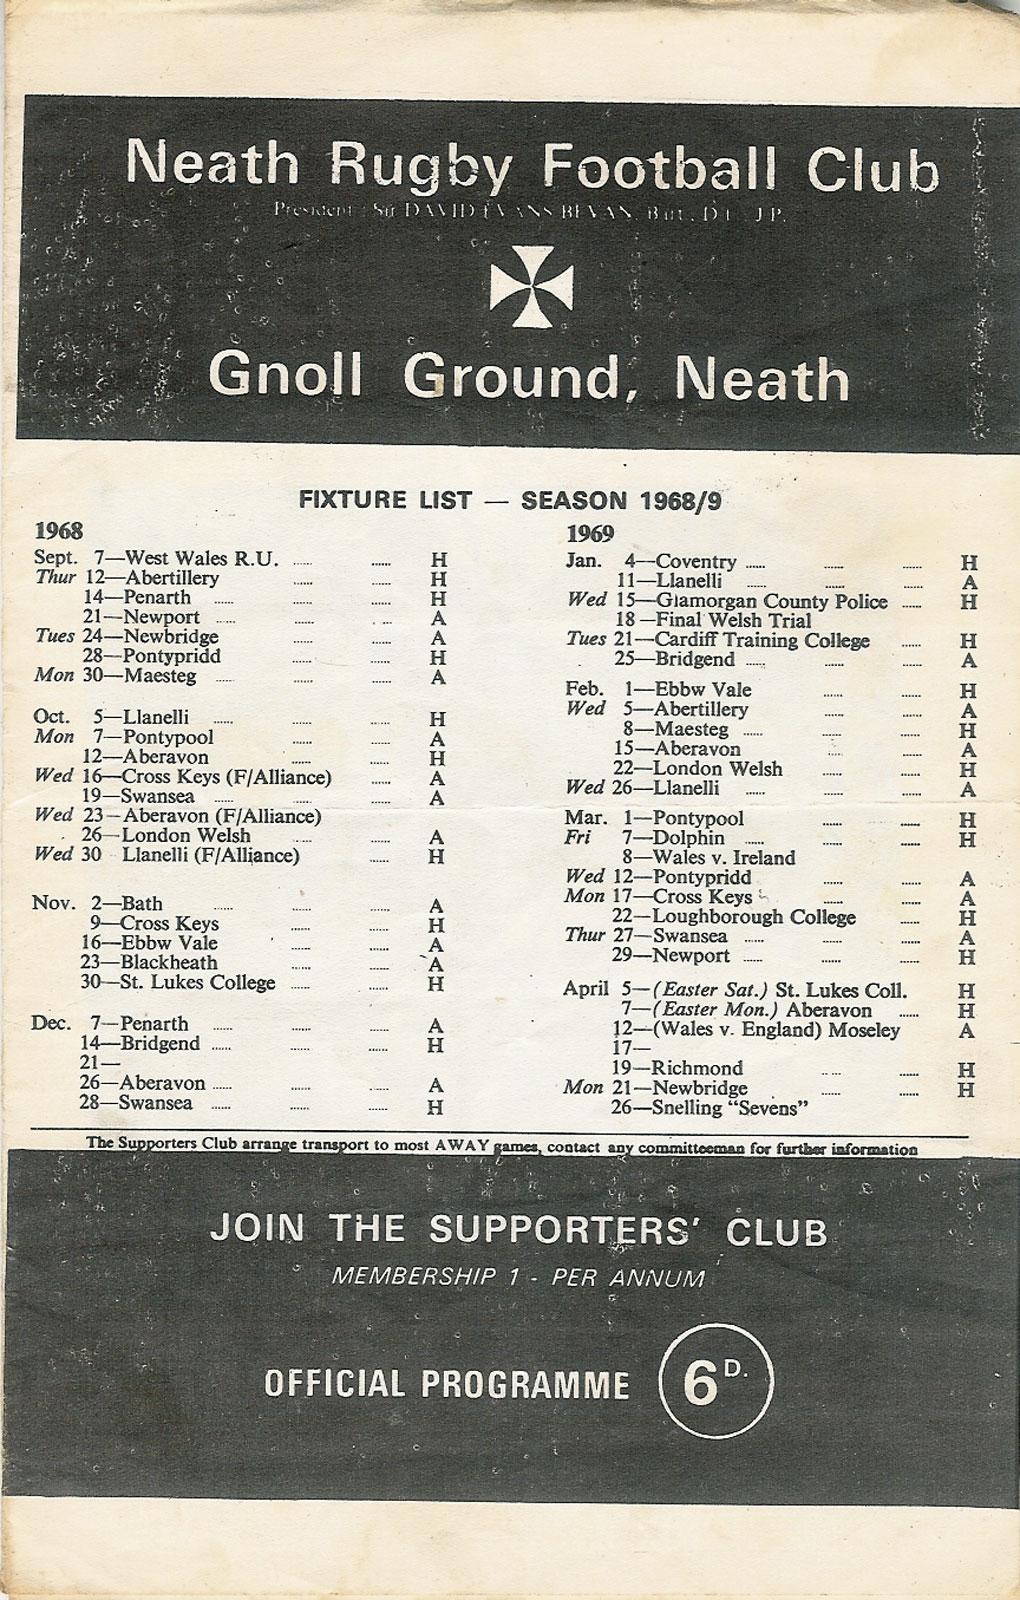 Neath Rugby Football Club
President : Sir DAVID EVANS BEVAN, Bart., D.L., J.P.
Gnoll Ground, Neath
FIXTURE LIST — SEASON 1968/9
1968
Sept. 7—West Wales R.U. ..... ..... H
Thur 12—Abertillery ..... ..... H
14—Penarth ..... ..... ..... H
21—Newport ..... ..... ..... A
Tues 24—Newbridge ..... ..... A
28—Pontypridd ..... ..... H
Mon 30—Maesteg ..... ..... ..... A
Oct. 5—Llanelli ..... ..... ..... H
Mon 7—Pontypool ..... ..... A
12—Aberavon ..... ..... H
Wed 16—Cross Keys (F/Alliance) ..... A
19—Swansea ..... ..... ..... A
Wed 23—Aberavon (F/Alliance)
26—London Welsh ..... ..... A
Wed 30 Llanelli (F/Alliance) ..... H
Nov. 2—Bath ..... ..... ..... A
9—Cross Keys ..... ..... H
16—Ebbw Vale ..... ..... A
23—Blackheath ..... ..... A
30—St. Lukes College ..... ..... H
Dec. 7—Penarth ..... ..... ..... A
14—Bridgend ..... ..... ..... H
21—
26—Aberavon ..... ..... ..... A
28—Swansea ..... ..... ..... H
1969
Jan. 4—Coventry ..... ..... ..... H
11—Llanelli ..... ..... ..... A
Wed 15—Glamorgan County Police ..... H
18—Final Welsh Trial
Tues 21—Cardiff Training College ..... H
25—Bridgend ..... ..... ..... A
Feb. 1—Ebbw Vale ..... ..... H
Wed 5—Abertillery ..... ..... A
8—Maesteg ..... ..... ..... H
15—Aberavon ..... ..... A
22—London Welsh ..... ..... H
Wed 26—Llanelli ..... ..... ..... A
Mar. 1—Pontypool ..... ..... H
Fri 7—Dolphin ..... ..... ..... H
8—Wales v. Ireland
Wed 12—Pontypridd ..... ..... A
Mon 17—Cross Keys ..... ..... A
22—Loughborough College ..... H
Thur 27—Swansea ..... ..... ..... A
29—Newport ..... ..... ..... H
April 5—(Easter Sat.) St. Lukes Coll. H
7—(Easter Mon.) Aberavon ..... H
12—(Wales v. England) Moseley A
17—
19—Richmond ..... ..... H
Mon 21—Newbridge ..... ..... H
26—Snelling “Sevens”
The Supporters Club arrange transport to most AWAY games, contact any committeeman for further information
JOIN THE SUPPORTERS’ CLUB
MEMBERSHIP 1 - PER ANNUM
OFFICIAL PROGRAMME 6D.